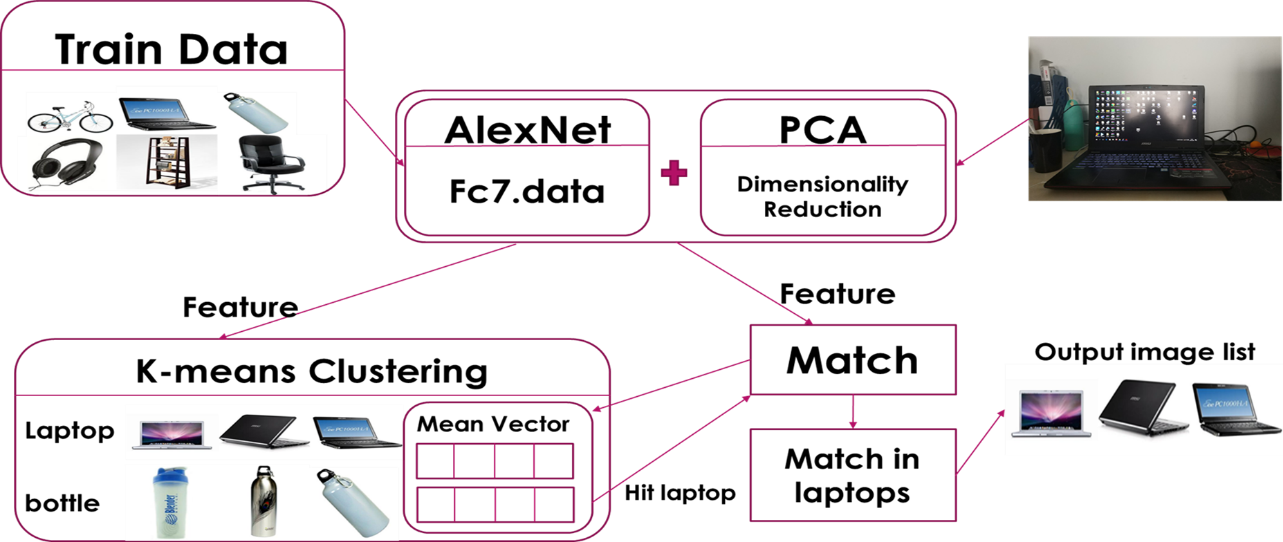 Train Data
AlexNet
Fc7.data
PCA
Dimensionality
Reduction
Feature
Feature
K-means Clustering
Laptop
bottle
Mean Vector
Hit laptop
Match
Match in
laptops
Output image list